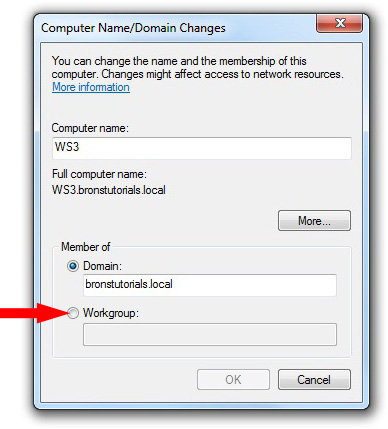 Computer Name/Domain Changes
You can change the name and the membership of this
computer. Changes might affect access to network resources.
More information
Computer name:
WS3
Full computer name:
WS3.bronstutorials.local
More...
Member of
Domain:
bronstutorials.local
Workgroup:
OK
Cancel